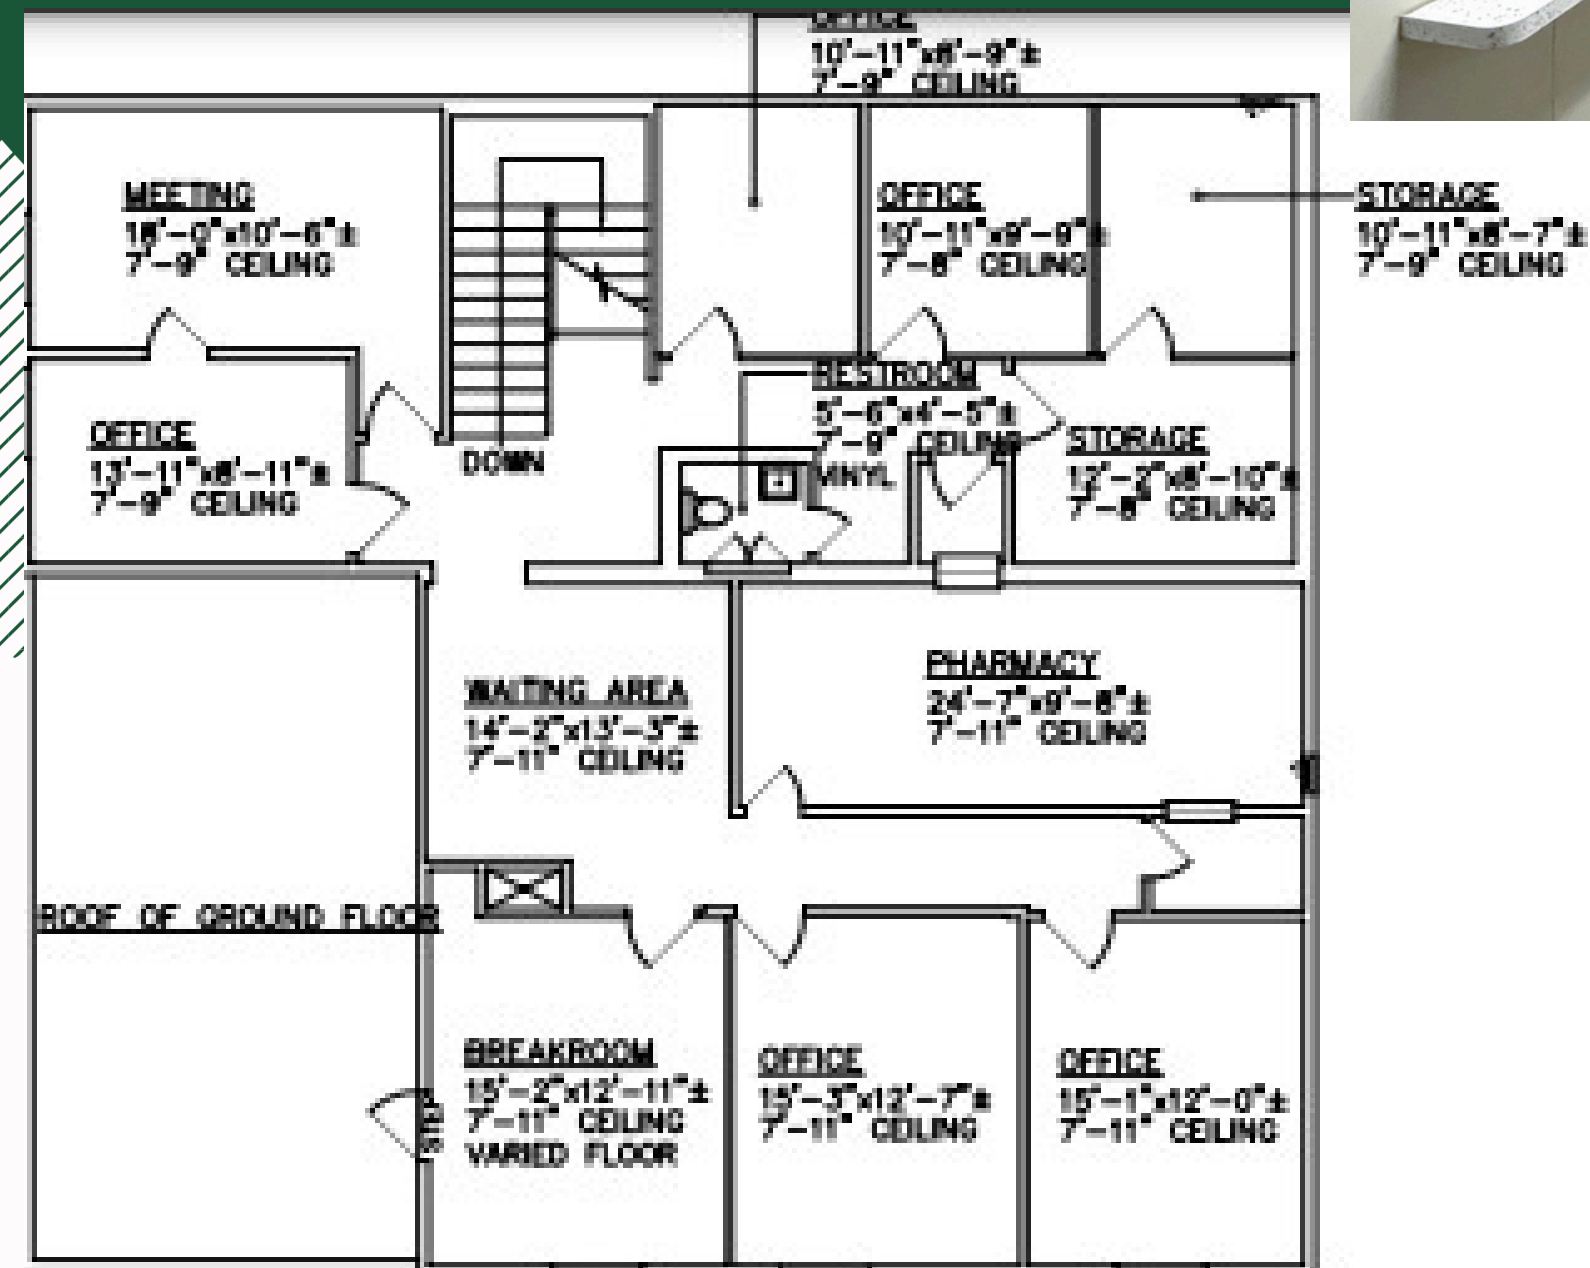 OFFICE
10'-11"x8'-9"±
7'-9" CEILING
MEETING
18'-0"x10'-6"±
7'-9" CEILING
OFFICE
10'-11"x9'-9"±
7'-8" CEILING
STORAGE
10'-11"x8'-7"±
7'-9" CEILING
OFFICE
13'-11"x8'-11"±
7'-9" CEILING
DOWN
RESTROOM
5'-6"x4'-5"±
7'-9" CEILING
VINYL
STORAGE
12'-2"x8'-10"±
7'-8" CEILING
WAITING AREA
14'-2"x13'-3"±
7'-11" CEILING
PHARMACY
24'-7"x9'-8"±
7'-11" CEILING
ROOF OF GROUND FLOOR
BREAKROOM
15'-2"x12'-11"±
7'-11" CEILING
VARIED FLOOR
OFFICE
15'-3"x12'-7"±
7'-11" CEILING
OFFICE
15'-1"x12'-0"±
7'-11" CEILING